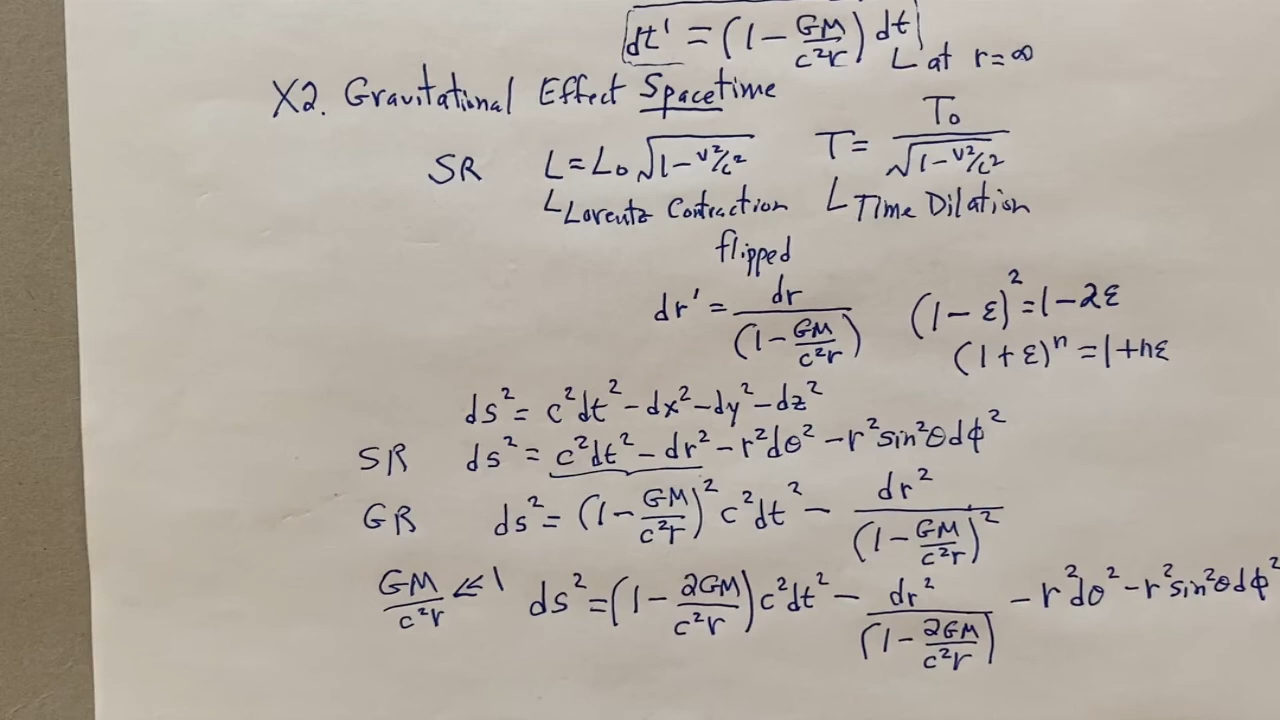 dt' = (1 - GM/c²r) dt
L at r = ∞
X2. Gravitational Effect Spacetime
SR L = L₀ √(1 - v²/c²) T = T₀/√(1 - v²/c²)
L Lorentz Contraction L Time Dilation
flipped
dr' = dr/(1 - GM/c²r) (1 - ε)² = 1 - 2ε
(1 + ε)ⁿ = 1 + nε
ds² = c²dt² - dx² - dy² - dz²
SR ds² = c²dt² - dr² - r²dθ² - r²sin²θdϕ²
GR ds² = (1 - GM/c²r)² c²dt² - dr²/(1 - GM/c²r)²
GM/c²r << 1 ds² = (1 - 2GM/c²r) c²dt² - dr²/(1 - 2GM/c²r) - r²dθ² - r²sin²θdϕ²